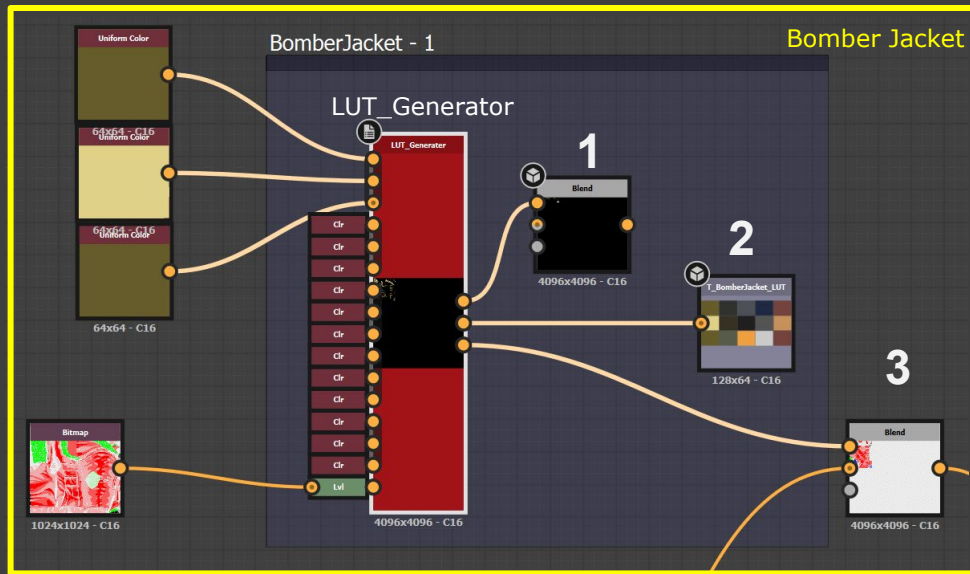 Uniform Color
BomberJacket - 1
Bomber Jacket
64x64 - C16
Uniform Color
LUT_Generator
LUT_Generater
1
Blend
64x64 - C16
Uniform Color
Clr
Clr
Clr
Clr
Clr
Clr
Clr
Clr
Clr
Clr
Clr
Clr
Lvl
4096x4096 - C16
2
T_BomberJacket_LUT
64x64 - C16
128x64 - C16
3
Bitmap
Blend
1024x1024 - C16
4096x4096 - C16
4096x4096 - C16